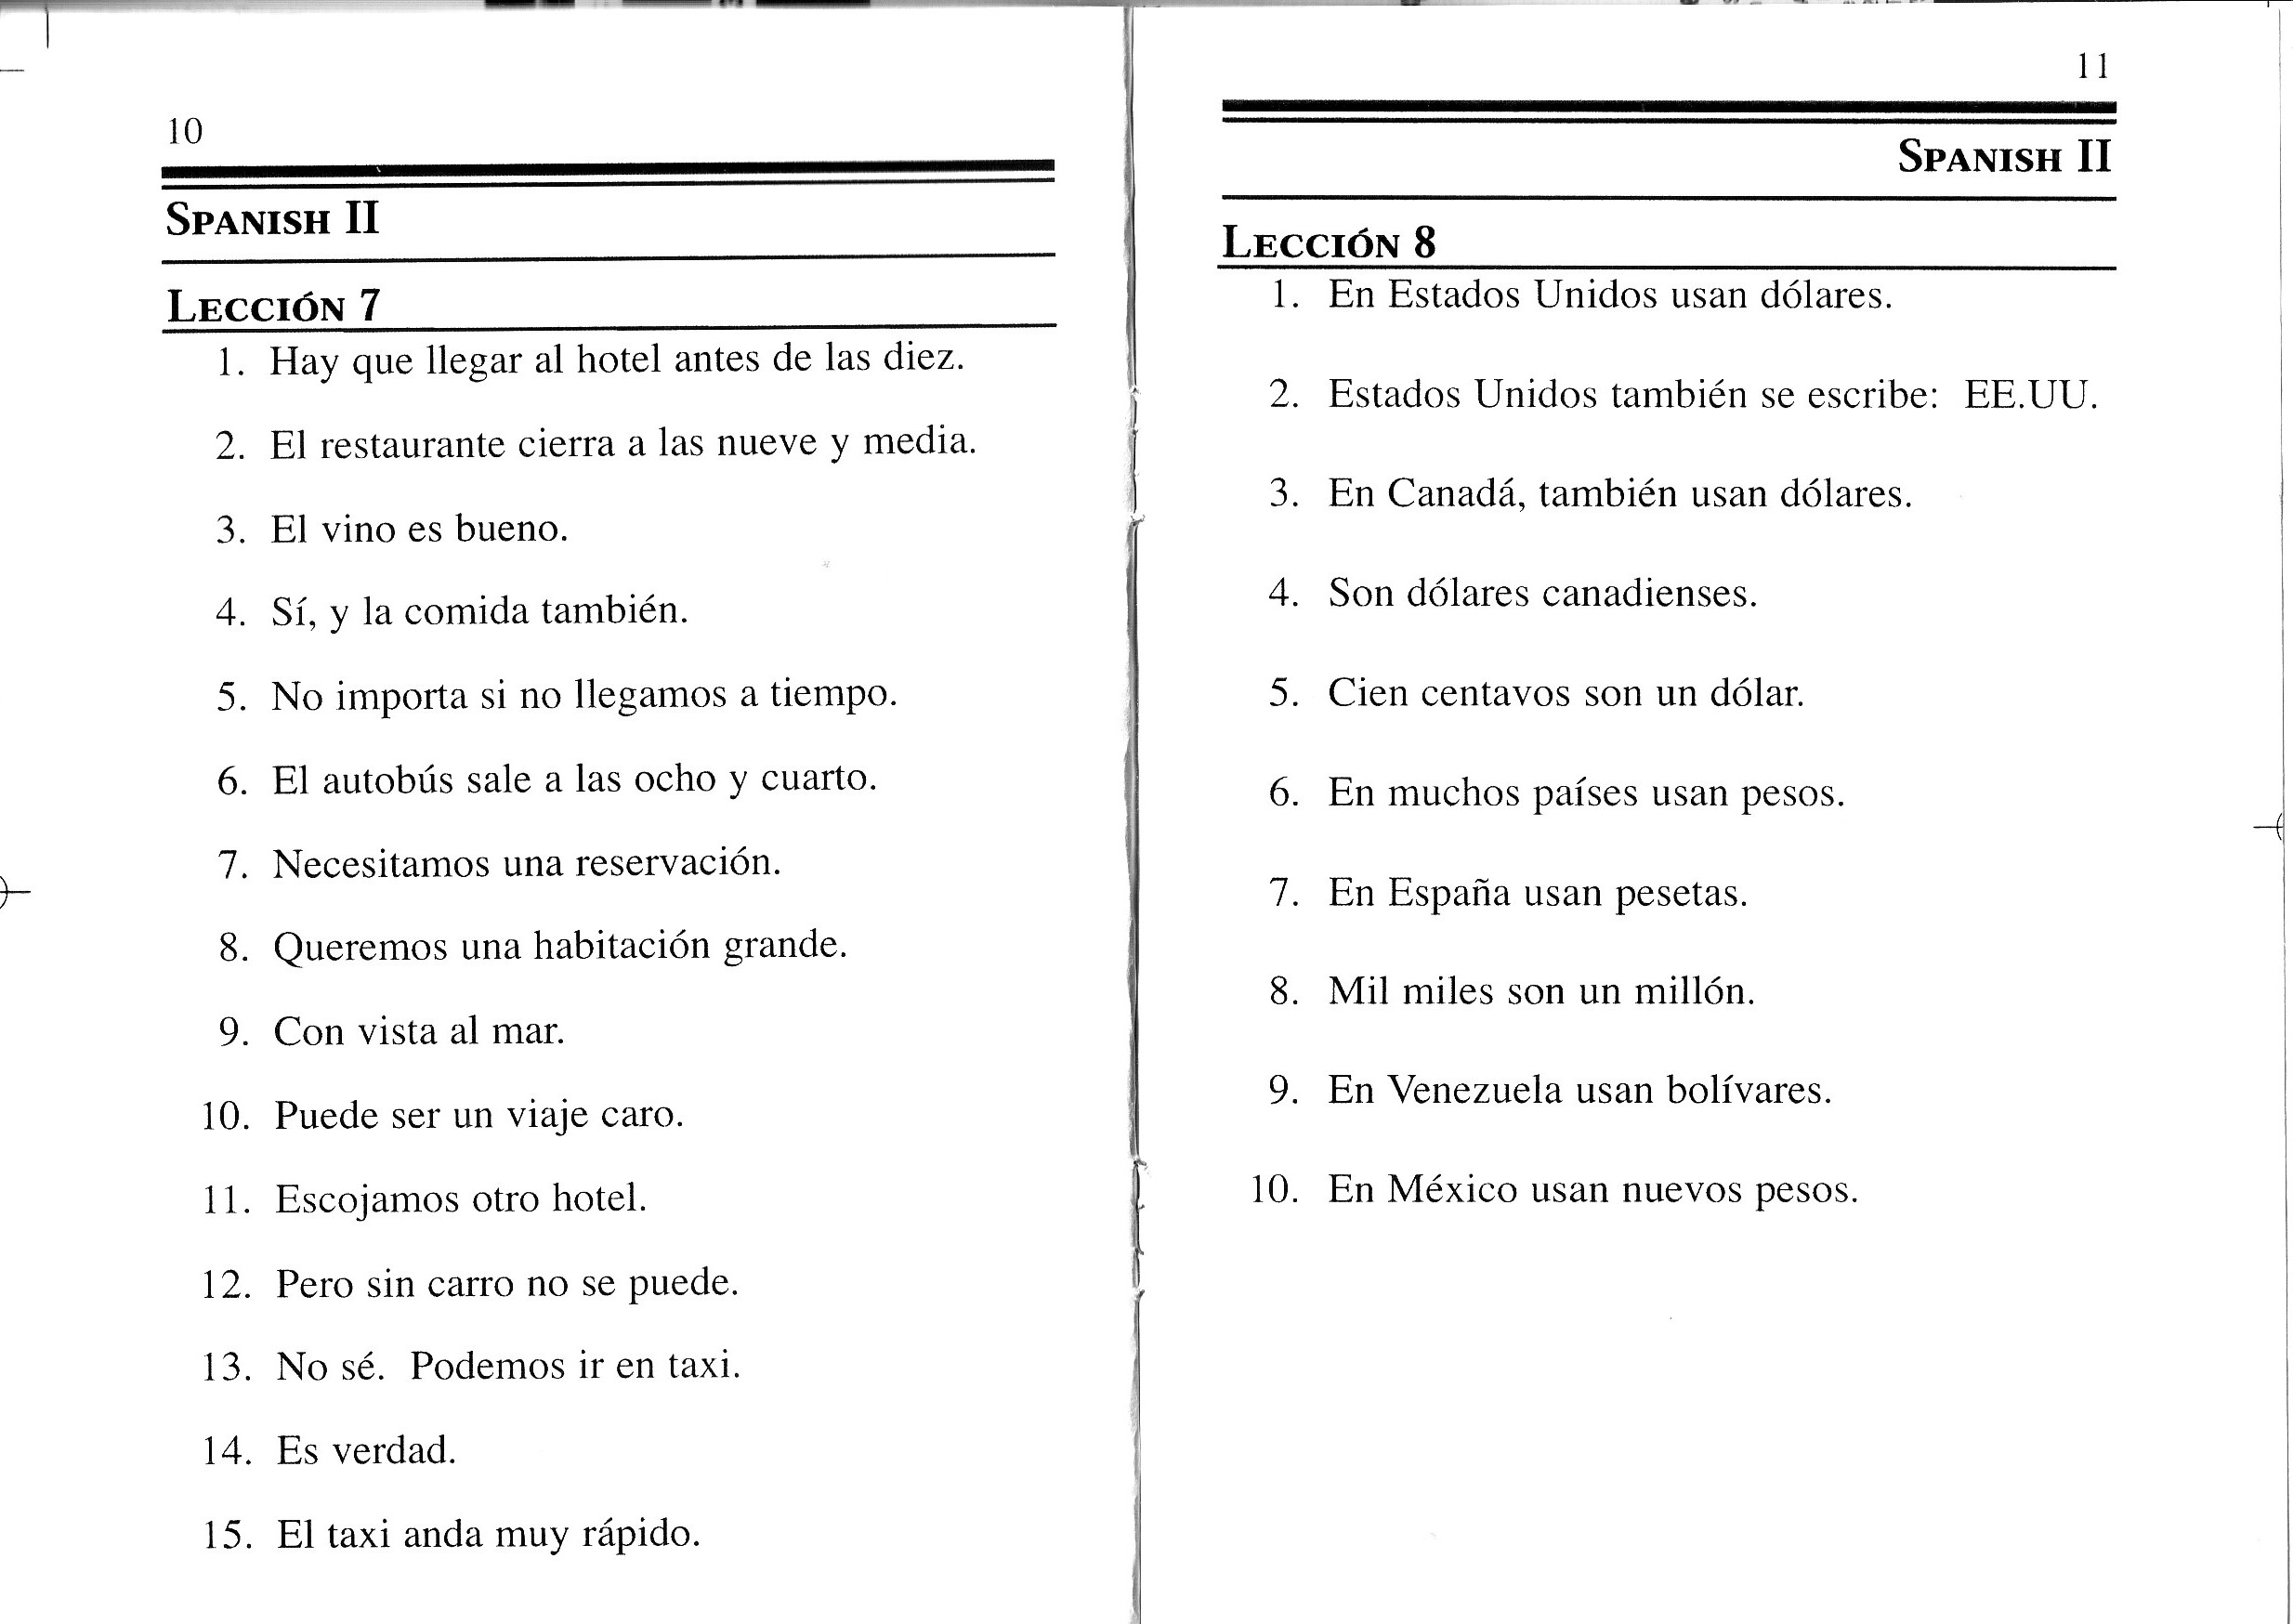 10
SPANISH II
LECCIÓN 7
1. Hay que llegar al hotel antes de las diez.
2. El restaurante cierra a las nueve y media.
3. El vino es bueno.
4. Sí, y la comida también.
5. No importa si no llegamos a tiempo.
6. El autobús sale a las ocho y cuarto.
7. Necesitamos una reservación.
8. Queremos una habitación grande.
9. Con vista al mar.
10. Puede ser un viaje caro.
11. Escojamos otro hotel.
12. Pero sin carro no se puede.
13. No sé. Podemos ir en taxi.
14. Es verdad.
15. El taxi anda muy rápido.
11
SPANISH II
LECCIÓN 8
1. En Estados Unidos usan dólares.
2. Estados Unidos también se escribe: EE.UU.
3. En Canadá, también usan dólares.
4. Son dólares canadienses.
5. Cien centavos son un dólar.
6. En muchos países usan pesos.
7. En España usan pesetas.
8. Mil miles son un millón.
9. En Venezuela usan bolívares.
10. En México usan nuevos pesos.